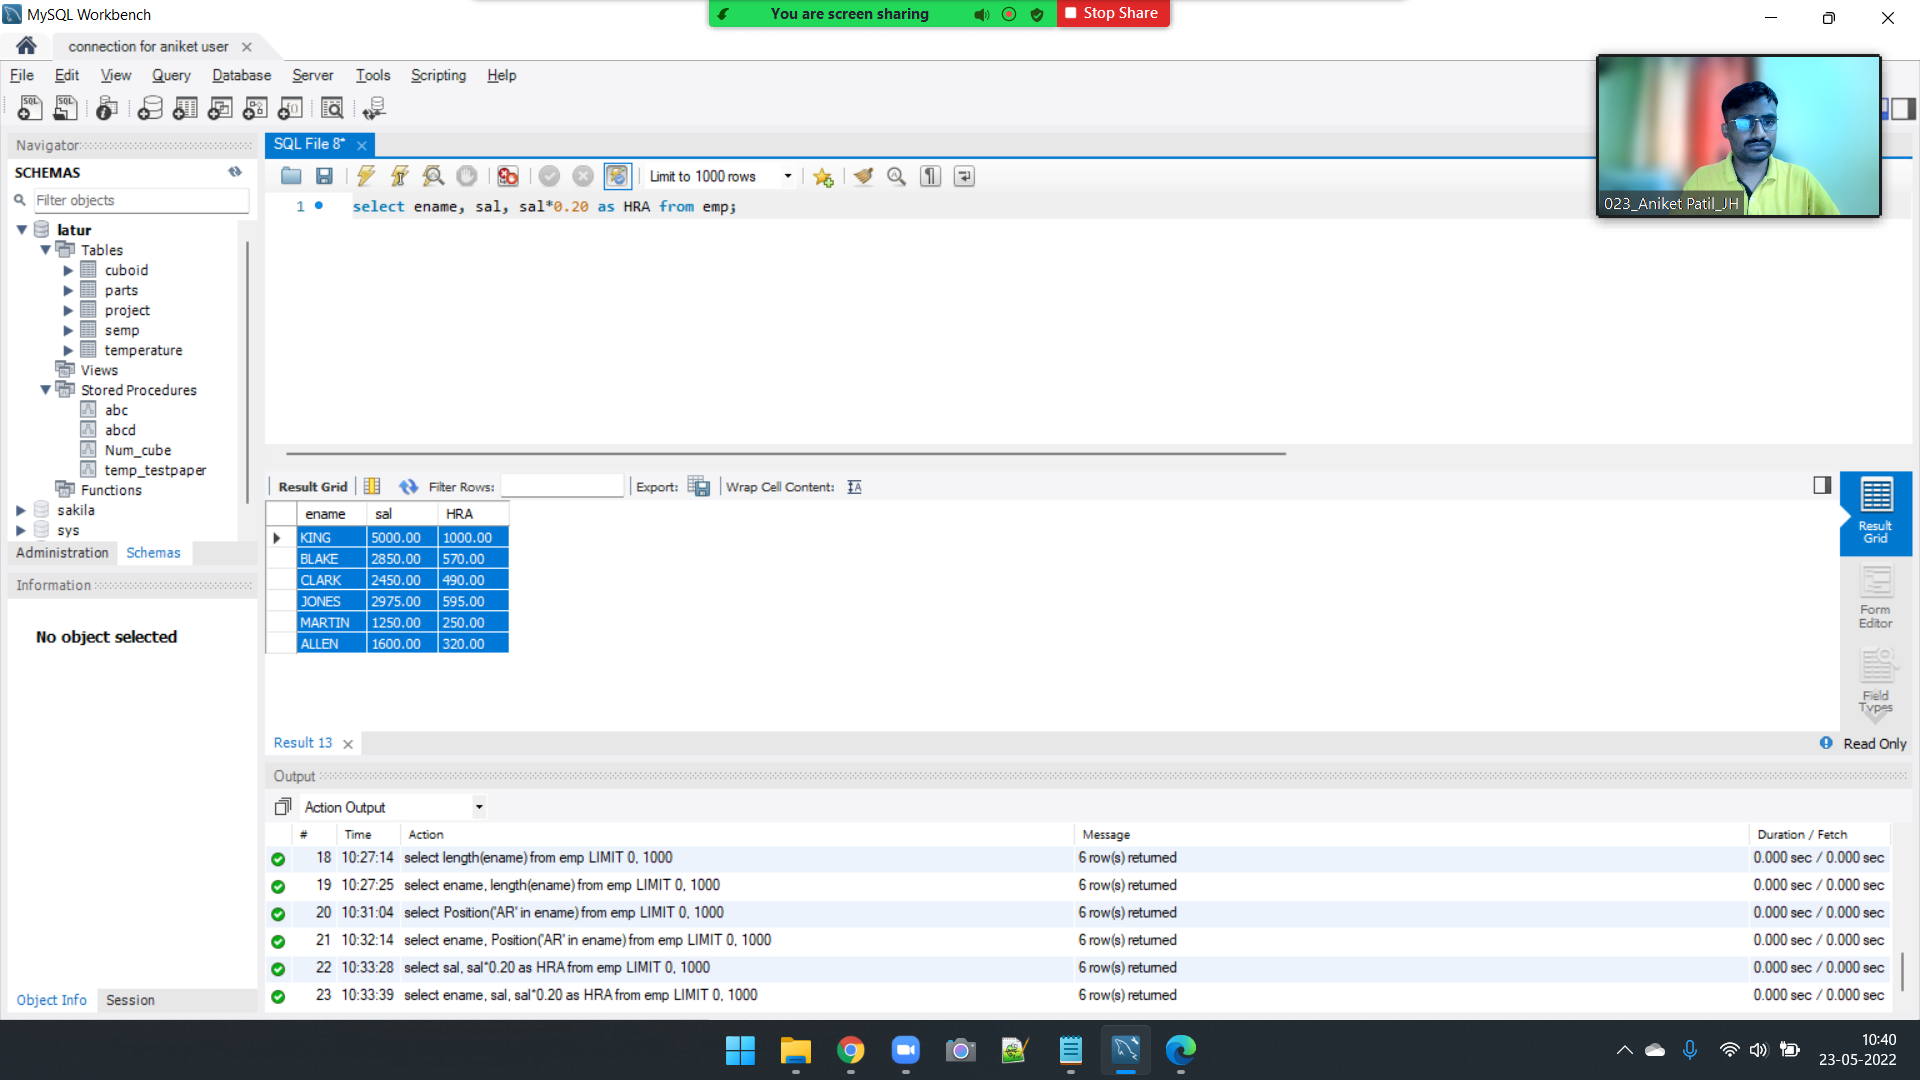 MySQL Workbench
You are screen sharing
Stop Share
connection for aniket user
File Edit View Query Database Server Tools Scripting Help
023_Aniket Patil_JH
Navigator
SCHEMAS
Filter objects
latur
Tables
cuboid
parts
project
semp
temperature
Views
Stored Procedures
abc
abcd
Num_cube
temp_testpaper
Functions
sakila
sys
Administration Schemas
Information
No object selected
Object Info Session
SQL File 8*
Limit to 1000 rows
1 select ename, sal, sal*0.20 as HRA from emp;
Result Grid Filter Rows: Export: Wrap Cell Content:
ename sal HRA
KING 5000.00 1000.00
BLAKE 2850.00 570.00
CLARK 2450.00 490.00
JONES 2975.00 595.00
MARTIN 1250.00 250.00
ALLEN 1600.00 320.00
Result
Grid
Form
Editor
Field
Types
Result 13
Read Only
Output
Action Output
# Time Action Message Duration / Fetch
18 10:27:14 select length(ename) from emp LIMIT 0, 1000 6 row(s) returned 0.000 sec / 0.000 sec
19 10:27:25 select ename, length(ename) from emp LIMIT 0, 1000 6 row(s) returned 0.000 sec / 0.000 sec
20 10:31:04 select Position('AR' in ename) from emp LIMIT 0, 1000 6 row(s) returned 0.000 sec / 0.000 sec
21 10:32:14 select ename, Position('AR' in ename) from emp LIMIT 0, 1000 6 row(s) returned 0.000 sec / 0.000 sec
22 10:33:28 select sal, sal*0.20 as HRA from emp LIMIT 0, 1000 6 row(s) returned 0.000 sec / 0.000 sec
23 10:33:39 select ename, sal, sal*0.20 as HRA from emp LIMIT 0, 1000 6 row(s) returned 0.000 sec / 0.000 sec
10:40
23-05-2022